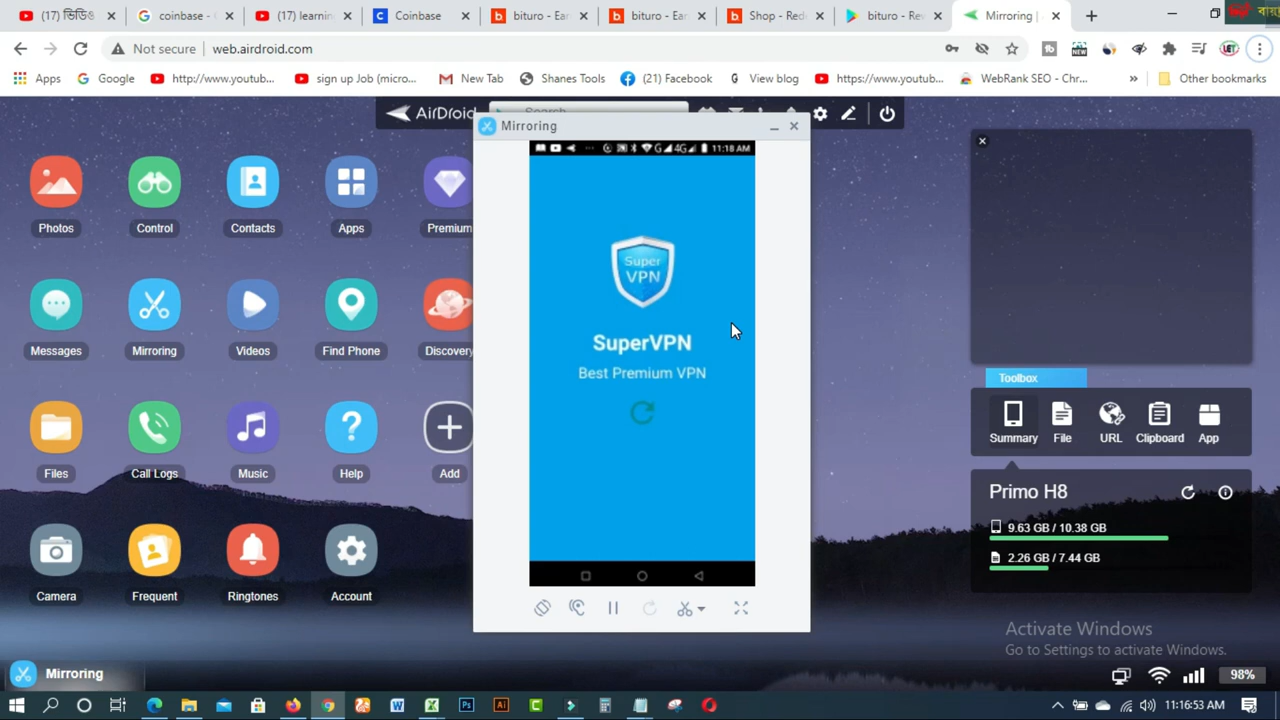 (17) ভিডিও
coinbase - G
(17) learnin
Coinbase
bituro - Ear
bituro - Ear
Shop - Rede
bituro - Rew
Mirroring |
Not secure
web.airdroid.com
Apps
Google
http://www.youtub...
sign up Job (micro...
New Tab
Shanes Tools
(21) Facebook
View blog
https://www.youtub...
WebRank SEO - Chr...
Other bookmarks
AirDroid
Mirroring
11:18 AM
Super
VPN
SuperVPN
Best Premium VPN
Photos
Control
Contacts
Apps
Premium
Messages
Mirroring
Videos
Find Phone
Discovery
Files
Call Logs
Music
Help
Add
Camera
Frequent
Ringtones
Account
Toolbox
Summary
File
URL
Clipboard
App
Primo H8
9.63 GB / 10.38 GB
2.26 GB / 7.44 GB
Activate Windows
Go to Settings to activate Windows.
Mirroring
98%
11:16:53 AM